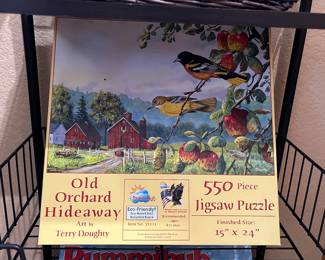 Old
Orchard
Hideaway
Art by
Terry Doughty
Eco-Friendly!
550 Piece
Jigsaw Puzzle
Finished Size:
15" x 24"
Rummikub